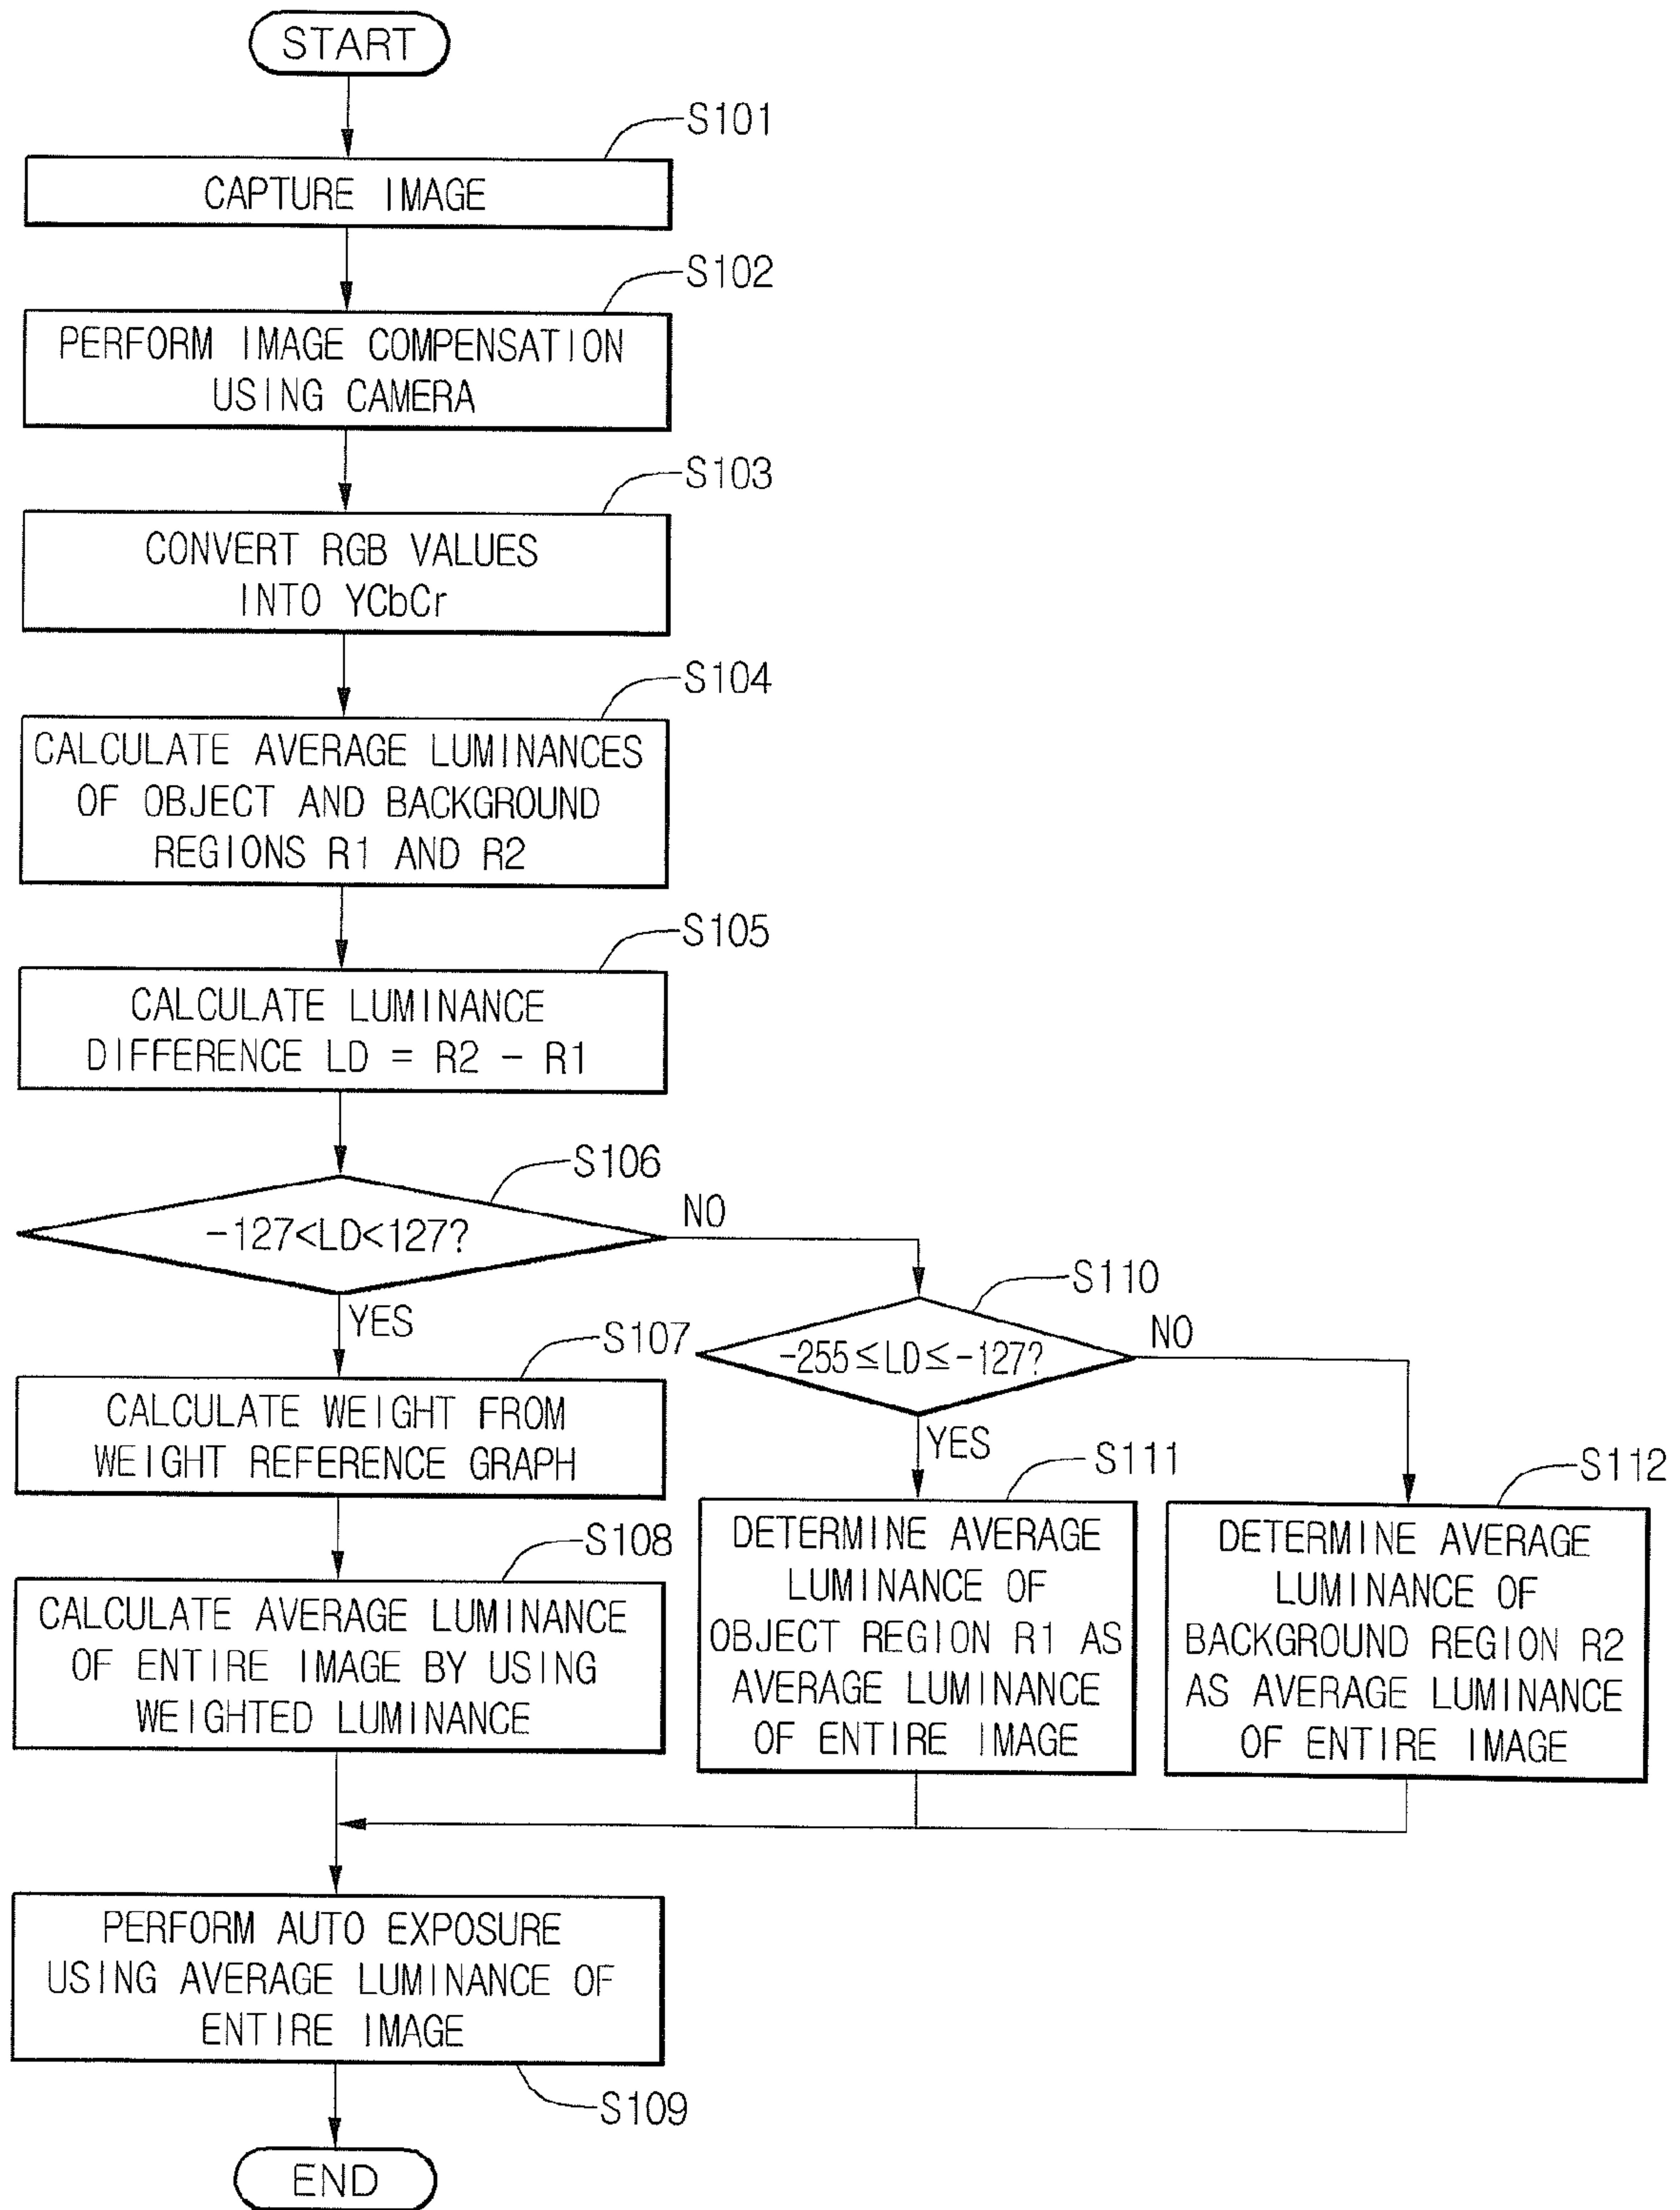 START
S101
CAPTURE IMAGE
S102
PERFORM IMAGE COMPENSATION
USING CAMERA
S103
CONVERT RGB VALUES
INTO YCbCr
S104
CALCULATE AVERAGE LUMINANCES
OF OBJECT AND BACKGROUND
REGIONS R1 AND R2
S105
CALCULATE LUMINANCE
DIFFERENCE LD = R2 - R1
S106
-127<LD<127?
NO
YES
S110
-255≤LD≤-127?
NO
YES
S107
CALCULATE WEIGHT FROM
WEIGHT REFERENCE GRAPH
S108
CALCULATE AVERAGE LUMINANCE
OF ENTIRE IMAGE BY USING
WEIGHTED LUMINANCE
S111
DETERMINE AVERAGE
LUMINANCE OF
OBJECT REGION R1 AS
AVERAGE LUMINANCE
OF ENTIRE IMAGE
S112
DETERMINE AVERAGE
LUMINANCE OF
BACKGROUND REGION R2
AS AVERAGE LUMINANCE
OF ENTIRE IMAGE
PERFORM AUTO EXPOSURE
USING AVERAGE LUMINANCE OF
ENTIRE IMAGE
S109
END